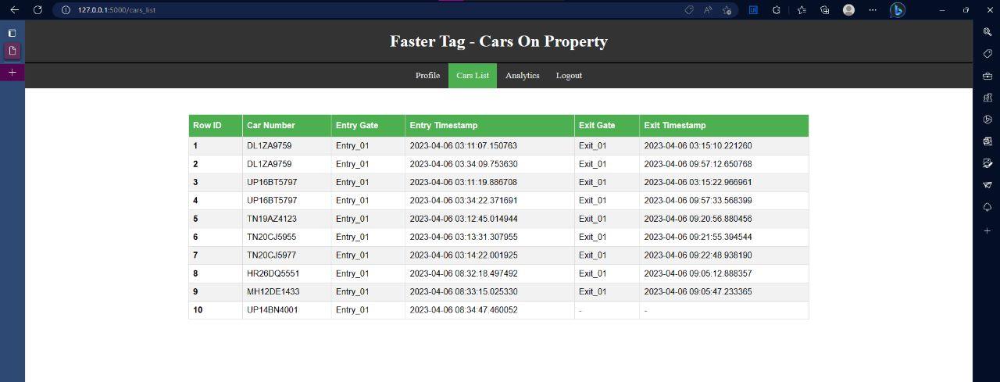 127.0.0.1:5000/cars_list
Faster Tag - Cars On Property
Profile Cars List Analytics Logout
Row ID Car Number Entry Gate Entry Timestamp Exit Gate Exit Timestamp
1 DL1ZA9759 Entry_01 2023-04-06 03:11:07.150763 Exit_01 2023-04-06 03:15:10.221260
2 DL1ZA9759 Entry_01 2023-04-06 03:34:09.753630 Exit_01 2023-04-06 09:57:12.650768
3 UP16BT5797 Entry_01 2023-04-06 03:11:19.886708 Exit_01 2023-04-06 03:15:22.966961
4 UP16BT5797 Entry_01 2023-04-06 03:34:22.371691 Exit_01 2023-04-06 09:57:33.568399
5 TN19AZ4123 Entry_01 2023-04-06 03:12:45.014944 Exit_01 2023-04-06 09:20:56.880456
6 TN20CJ5955 Entry_01 2023-04-06 03:13:31.307955 Exit_01 2023-04-06 09:21:55.394544
7 TN20CJ5977 Entry_01 2023-04-06 03:14:22.001925 Exit_01 2023-04-06 09:22:48.938190
8 HR26DQ5551 Entry_01 2023-04-06 08:32:18.497492 Exit_01 2023-04-06 09:05:12.888357
9 MH12DE1433 Entry_01 2023-04-06 08:33:15.025330 Exit_01 2023-04-06 09:05:47.233365
10 UP14BN4001 Entry_01 2023-04-06 08:34:47.460052 - -